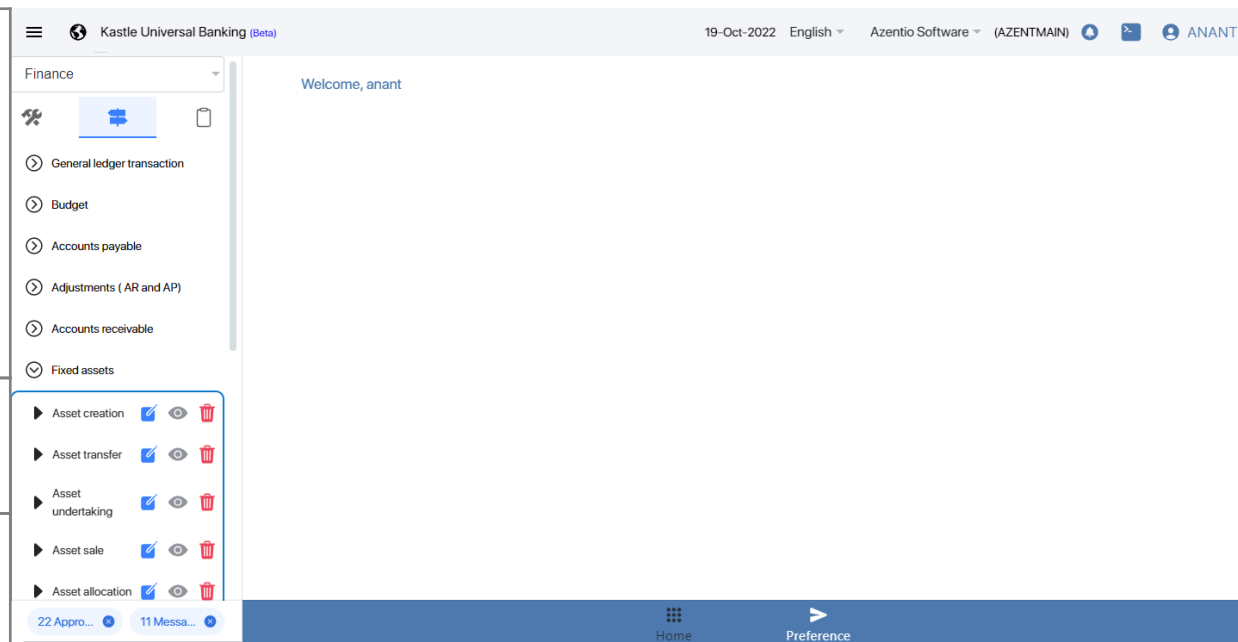 Kastle Universal Banking (Beta)
19-Oct-2022 English Azentio Software (AZENTMAIN) ANANT
Finance
Welcome, anant
General ledger transaction
Budget
Accounts payable
Adjustments ( AR and AP)
Accounts receivable
Fixed assets
Asset creation
Asset transfer
Asset
undertaking
Asset sale
Asset allocation
22 Appro... 11 Messa...
Home Preference